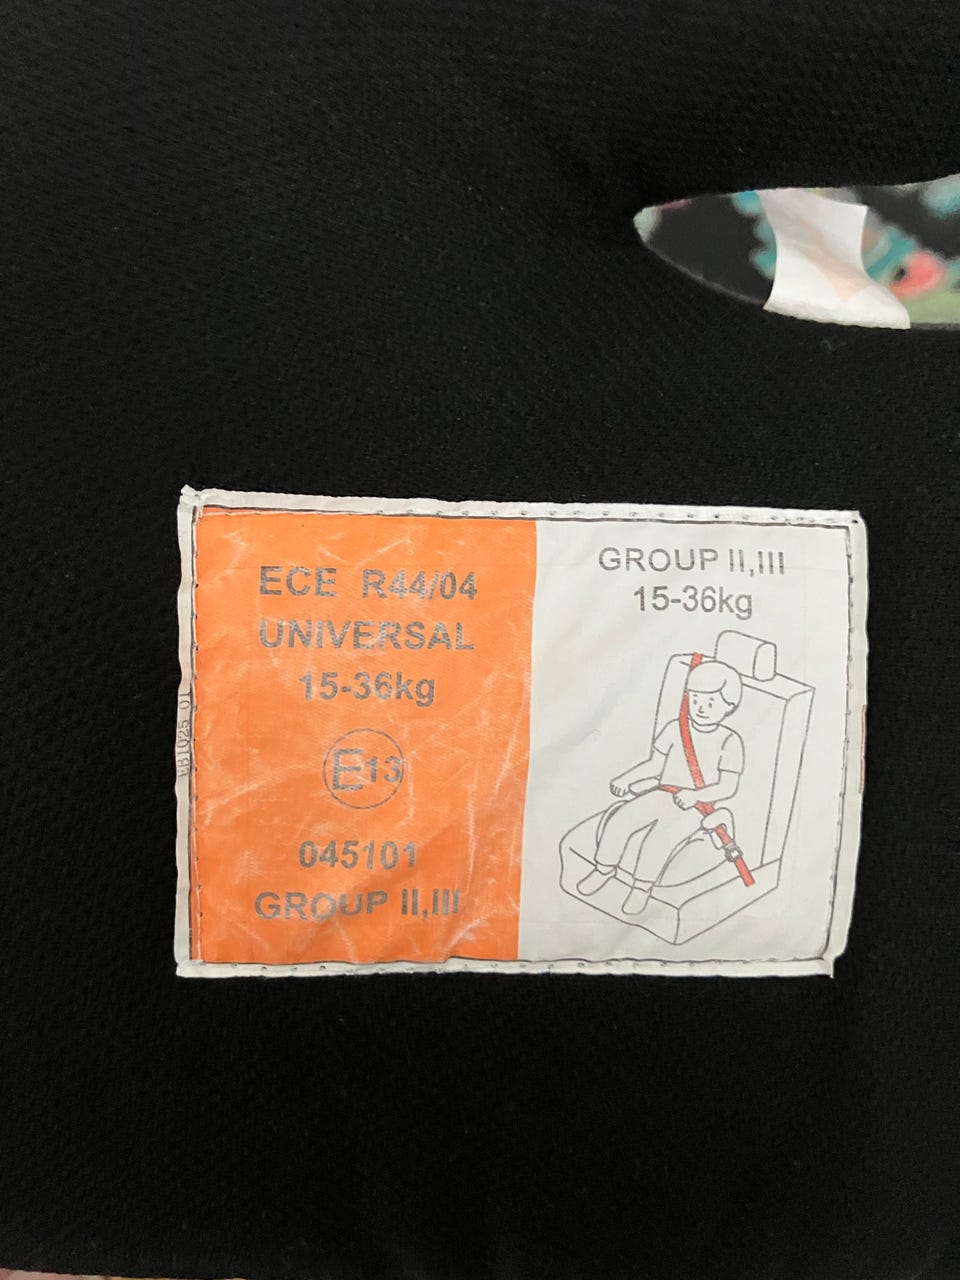 ECE R44/04
UNIVERSAL
15-36kg
E13
045101
GROUP II,III
GROUP II,III
15-36kg